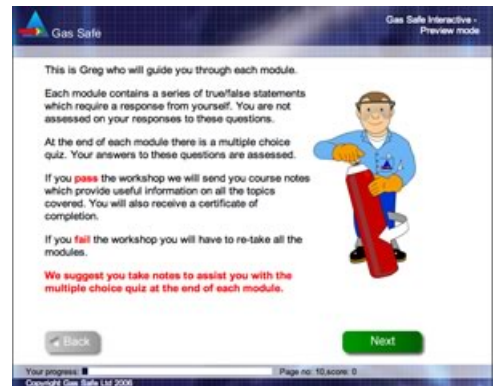 Gas Safe
Gas Safe Interactive -
Preview mode
This is Greg who will guide you through each module.
Each module contains a series of true/false statements
which require a response from yourself. You are not
assessed on your responses to these questions.
At the end of each module there is a multiple choice
quiz. Your answers to these questions are assessed.
If you pass the workshop we will send you course notes
which provide useful information on all the topics
covered. You will also receive a certificate of
completion.
If you fail the workshop you will have to re-take all the
modules.
We suggest you take notes to assist you with the
multiple choice quiz at the end of each module.
Back
Next
Your progress:
Page no: 10,score: 0
Copyright Gas Safe Ltd 2006